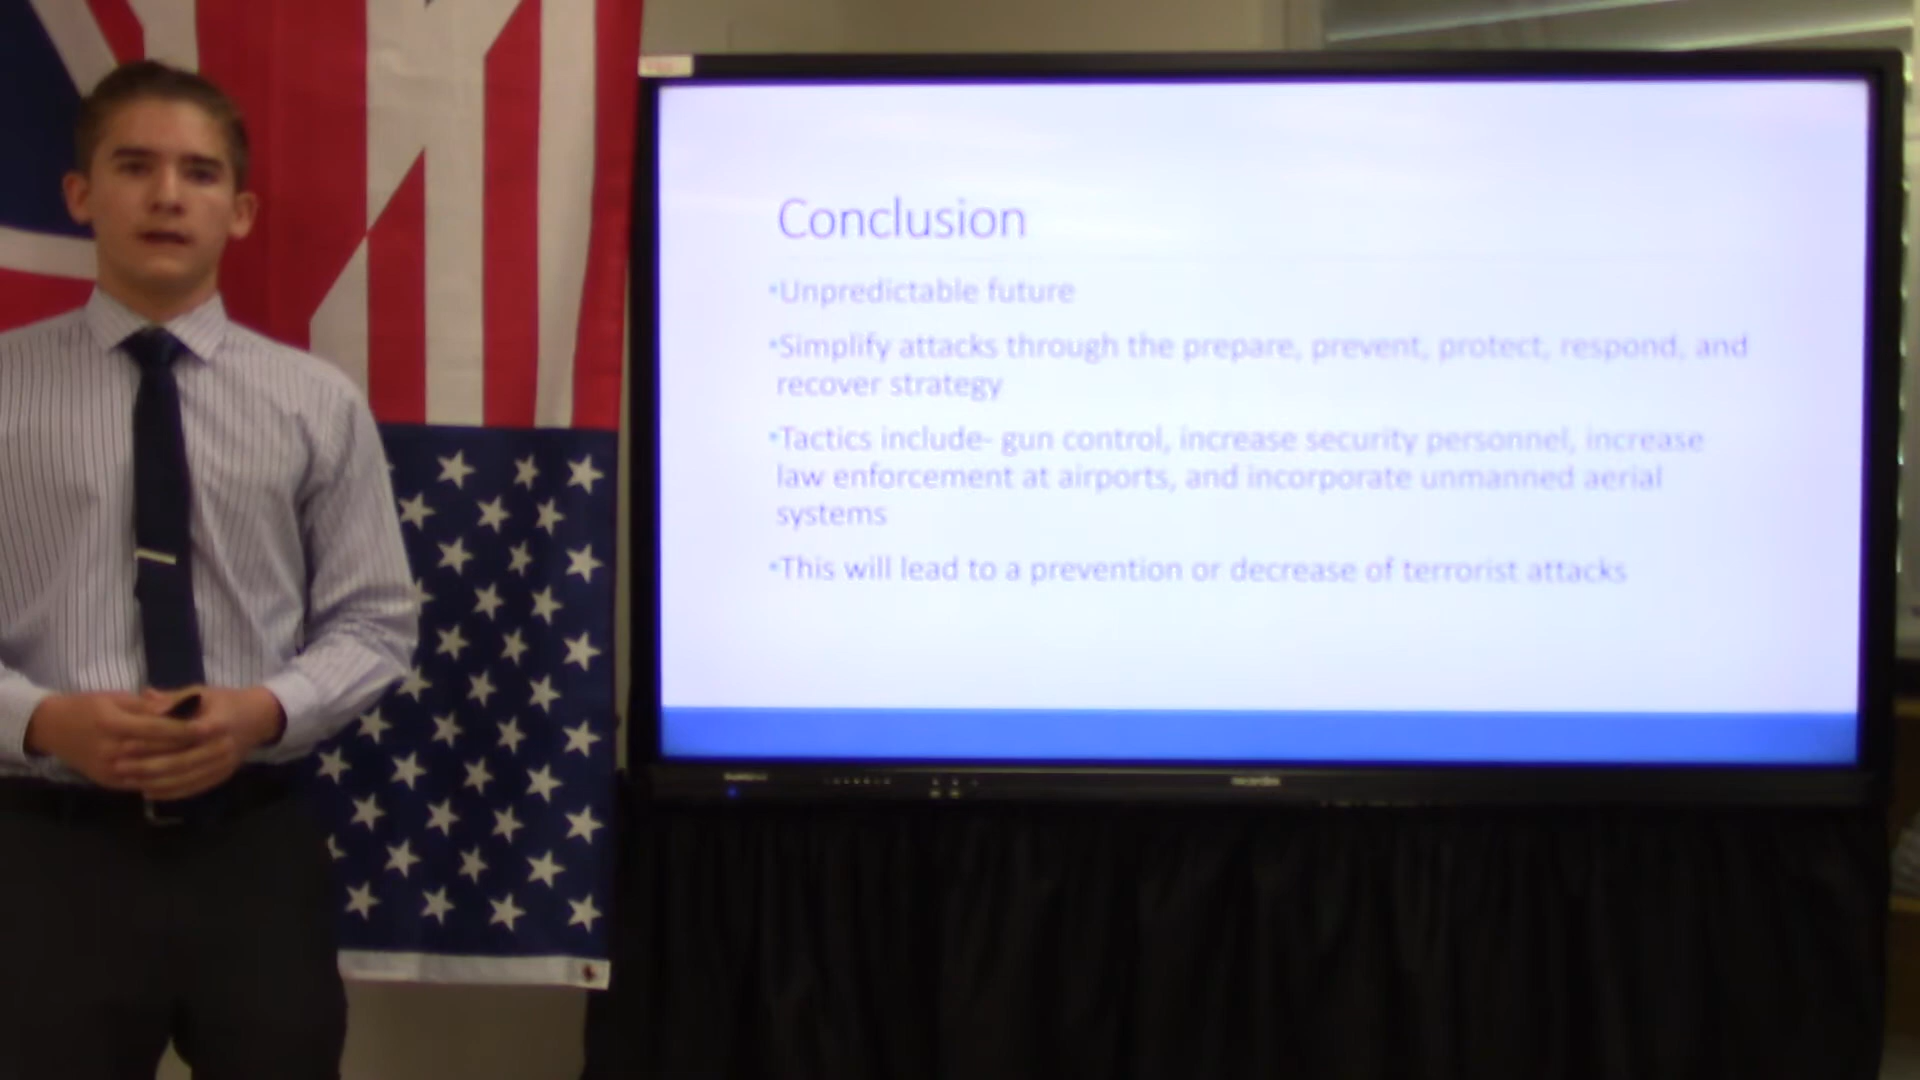 Conclusion
•Unpredictable future
•Simplify attacks through the prepare, prevent, protect, respond, and
recover strategy
•Tactics include- gun control, increase security personnel, increase
law enforcement at airports, and incorporate unmanned aerial
systems
•This will lead to a prevention or decrease of terrorist attacks